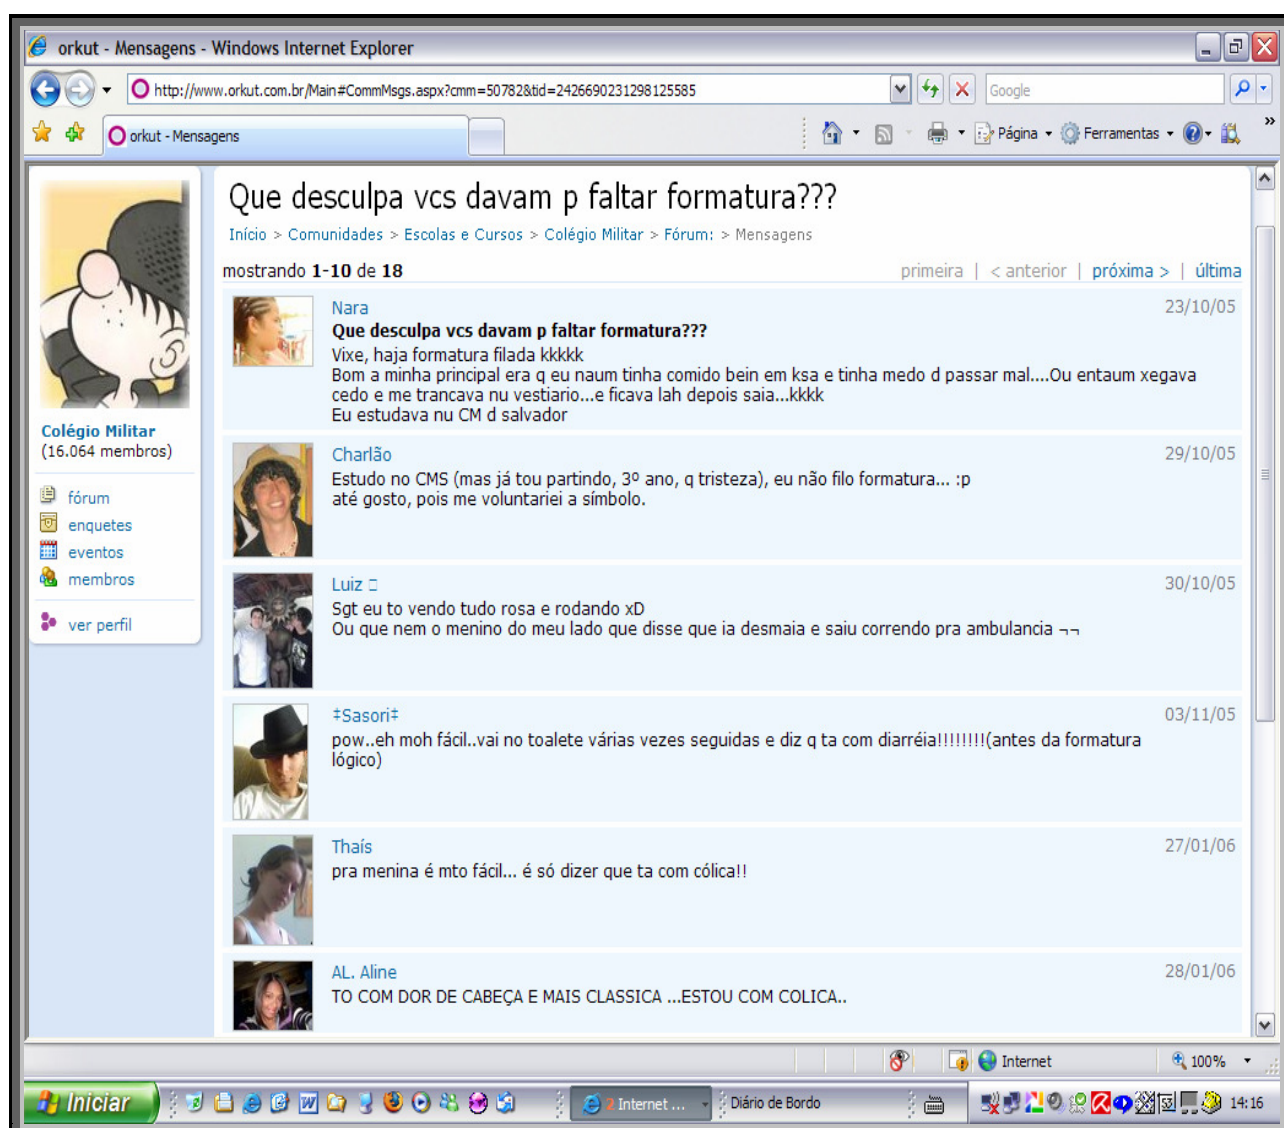 orkut - Mensagens - Windows Internet Explorer
http://www.orkut.com.br/Main#CommMsgs.aspx?cmm=50782&tid=2426690231298125585
Google
orkut - Mensagens
Página
Ferramentas
»
Que desculpa vcs davam p faltar formatura???
Início > Comunidades > Escolas e Cursos > Colégio Militar > Fórum: > Mensagens
mostrando 1-10 de 18
primeira | < anterior | próxima > | última
Colégio Militar
(16.064 membros)
fórum
enquetes
eventos
membros
ver perfil
Nara
23/10/05
Que desculpa vcs davam p faltar formatura???
Vixe, haja formatura filada kkkkk
Bom a minha principal era q eu naum tinha comido bein em ksa e tinha medo d passar mal....Ou entaum xegava
cedo e me trancava nu vestiario...e ficava lah depois saia...kkkk
Eu estudava nu CM d salvador
Charlão
29/10/05
Estudo no CMS (mas já tou partindo, 3º ano, q tristeza), eu não filo formatura... :p
até gosto, pois me voluntariei a símbolo.
Luiz □
30/10/05
Sgt eu to vendo tudo rosa e rodando xD
Ou que nem o menino do meu lado que disse que ia desmaia e saiu correndo pra ambulancia ¬¬
‡Sasori‡
03/11/05
pow..eh moh fácil..vai no toalete várias vezes seguidas e diz q ta com diarréia!!!!!!!!(antes da formatura
lógico)
Thaís
27/01/06
pra menina é mto fácil... é só dizer que ta com cólica!!
AL. Aline
28/01/06
TO COM DOR DE CABEÇA E MAIS CLASSICA ...ESTOU COM COLICA..
Internet
100%
Iniciar
2 Internet ...
Diário de Bordo
14:16